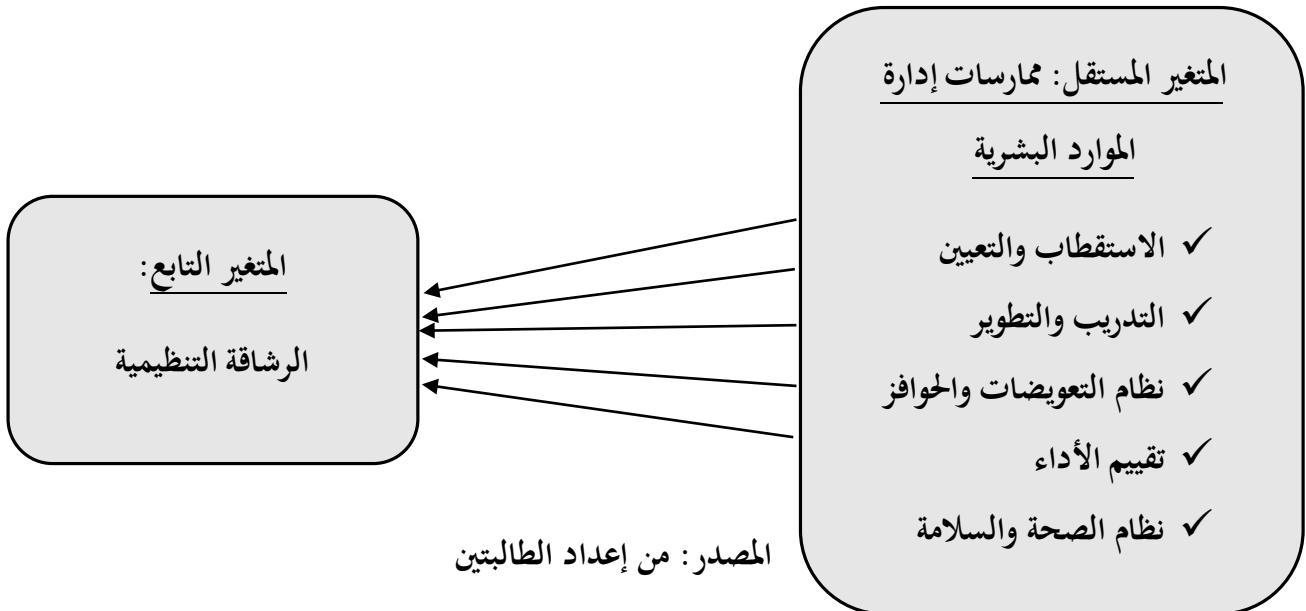 المتغير المستقل: ممارسات إدارة
الموارد البشرية
✓ الاستقطاب والتعيين
✓ التدريب والتطوير
✓ نظام التعويضات والحوافز
✓ تقييم الأداء
✓ نظام الصحة والسلامة
المتغير التابع:
الرشاقة التنظيمية
المصدر: من إعداد الطالبتين